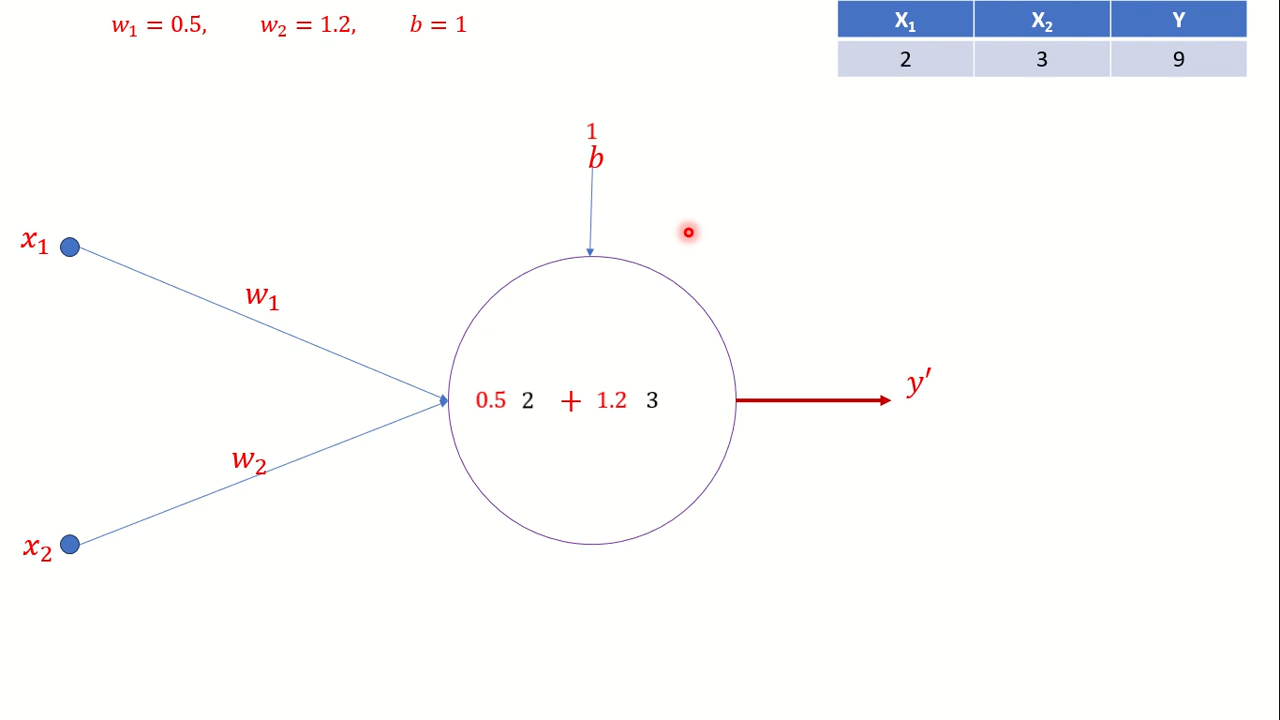 w₁ = 0.5, w₂ = 1.2, b = 1
X₁ X₂ Y
2 3 9
1
b
x₁
w₁
y′
0.5 2 + 1.2 3
w₂
x₂